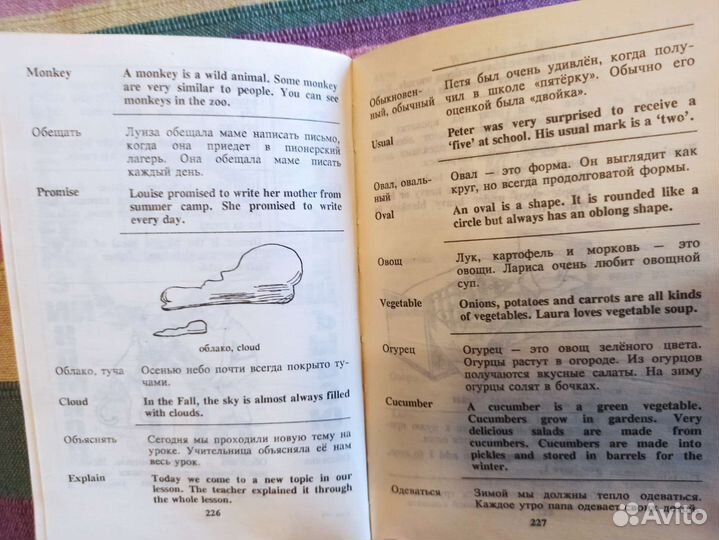 Monkey A monkey is a wild animal. Some monkey
are very similar to people. You can see
monkeys in the zoo.
Обещать Луиза обещала маме написать письмо,
когда она приедет в пионерский
лагерь. Она обещала маме писать
каждый день.
Promise Louise promised to write her mother from
summer camp. She promised to write
every day.
облако, cloud
Облако, туча Осенью небо почти всегда покрыто ту-
чами.
Cloud In the Fall, the sky is almost always filled
with clouds.
Объяснять Сегодня мы проходили новую тему на
уроке. Учительница объясняла её нам
весь урок.
Explain Today we come to a new topic in our
lesson. The teacher explained it through
the whole lesson.
226
Обыкновен-
ный, обычный Петя был очень удивлён, когда полу-
чил в школе «пятёрку». Обычно его
оценкой была «двойка».
Usual Peter was very surprised to receive a
‘five’ at school. His usual mark is a ‘two’.
Овал, оваль-
ный Овал — это форма. Он выглядит как
круг, но всегда продолговатой формы.
Oval An oval is a shape. It is rounded like a
circle but always has an oblong shape.
Овощ Лук, картофель и морковь — это
овощи. Лариса очень любит овощной
суп.
Vegetable Onions, potatoes and carrots are all kinds
of vegetables. Laura loves vegetable soup.
Огурец Огурец — это овощ зелёного цвета.
Огурцы растут в огороде. Из огурцов
получаются вкусные салаты. На зиму
огурцы солят в бочках.
Cucumber A cucumber is a green vegetable.
Cucumbers grow in gardens. Very
delicious salads are made from
cucumbers. Cucumbers are made into
pickles and stored in barrels for the
winter.
Одеваться Зимой мы должны тепло одеваться.
Каждое утро папа одевает своих
227
Avito